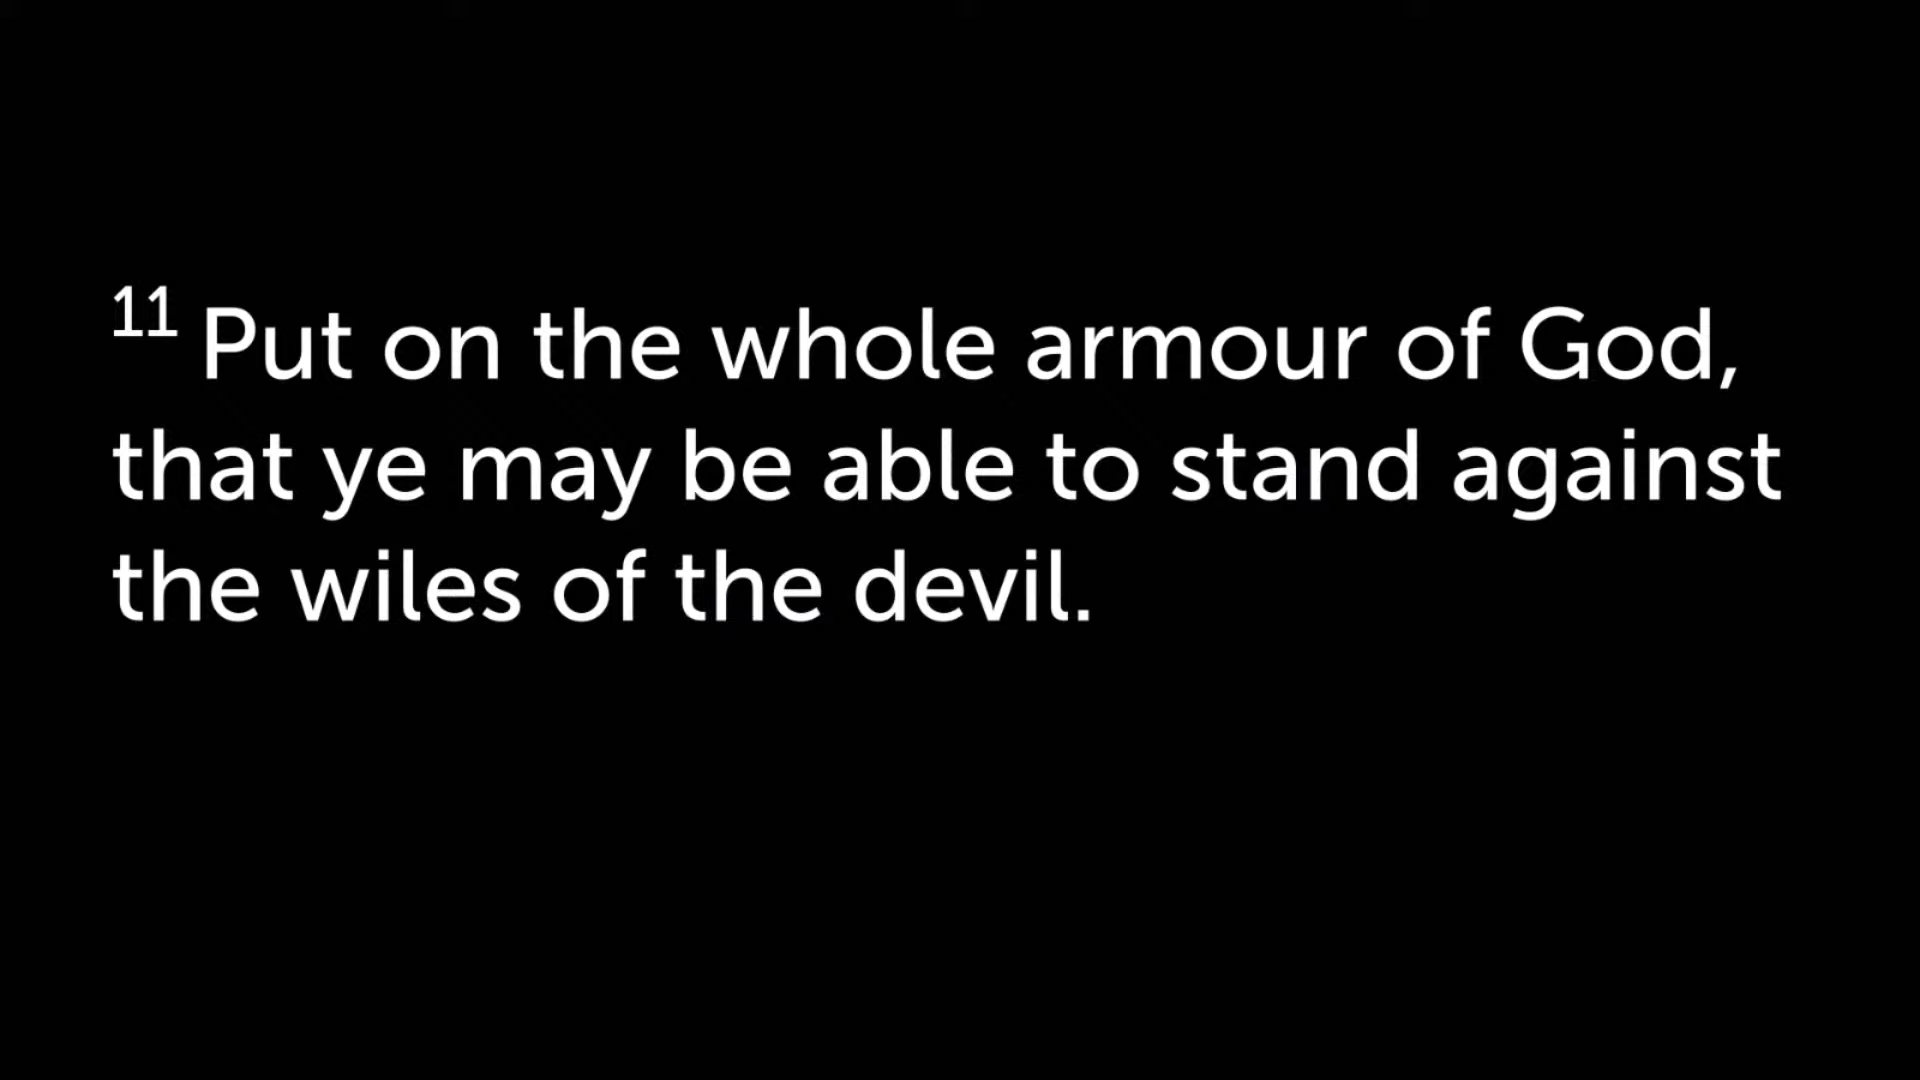 11 Put on the whole armour of God,
that ye may be able to stand against
the wiles of the devil.